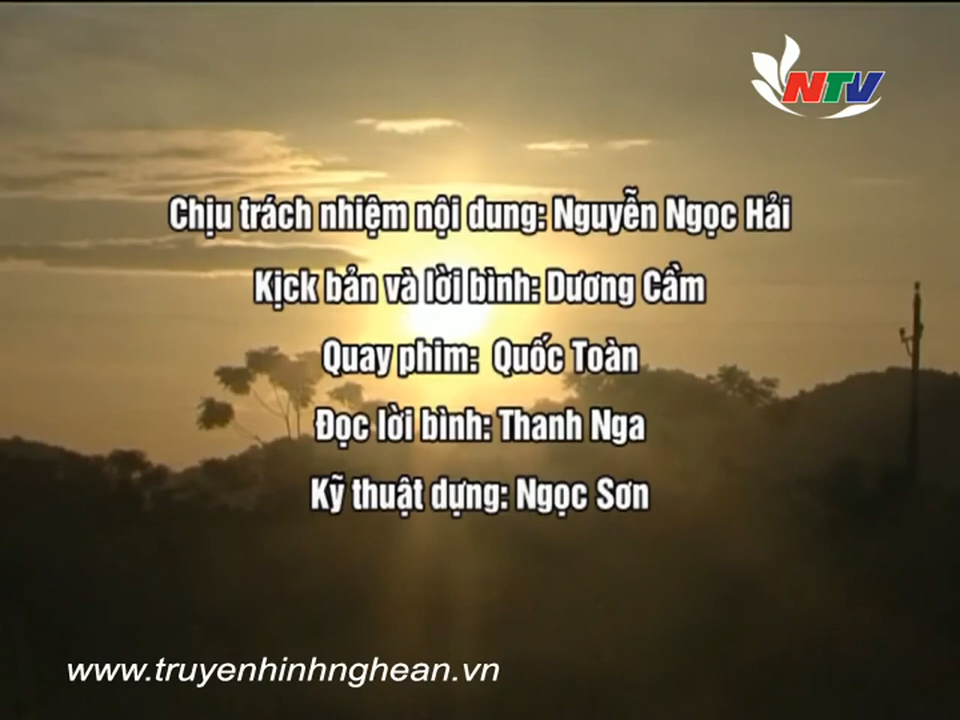 NTV
Chịu trách nhiệm nội dung: Nguyễn Ngọc Hải
Kịck bản và lời bình: Dương Cầm
Quay phim: Quốc Toàn
Đọc lời bình: Thanh Nga
Kỹ thuật dựng: Ngọc Sơn
www.truyenhinhnghean.vn